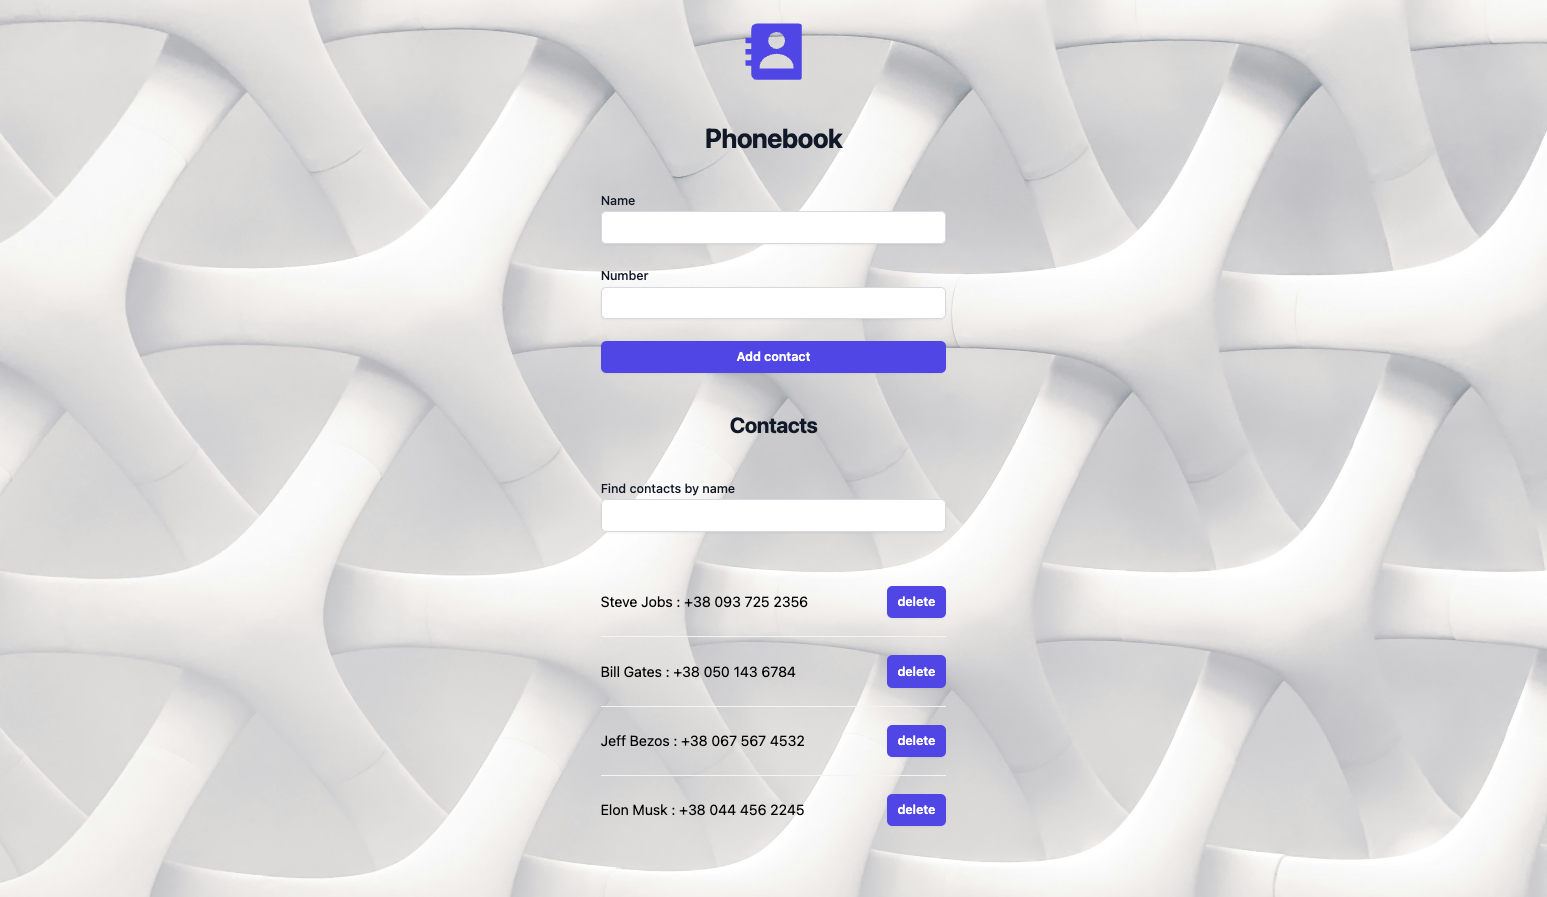 Phonebook
Name
Number
Add contact
Contacts
Find contacts by name
Steve Jobs : +38 093 725 2356 delete
Bill Gates : +38 050 143 6784 delete
Jeff Bezos : +38 067 567 4532 delete
Elon Musk : +38 044 456 2245 delete